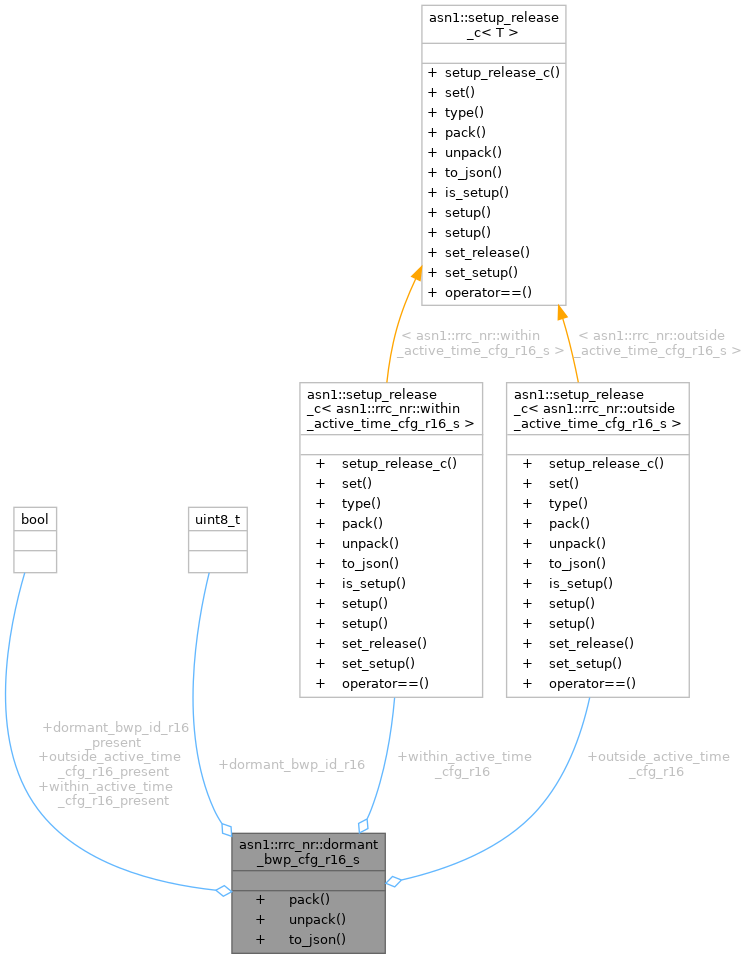 asn1::setup_release
_c< T >
+ setup_release_c()
+ set()
+ type()
+ pack()
+ unpack()
+ to_json()
+ is_setup()
+ setup()
+ setup()
+ set_release()
+ set_setup()
+ operator==()
< asn1::rrc_nr::within
_active_time_cfg_r16_s >
< asn1::rrc_nr::outside
_active_time_cfg_r16_s >
asn1::setup_release
_c< asn1::rrc_nr::within
_active_time_cfg_r16_s >
+ setup_release_c()
+ set()
+ type()
+ pack()
+ unpack()
+ to_json()
+ is_setup()
+ setup()
+ setup()
+ set_release()
+ set_setup()
+ operator==()
asn1::setup_release
_c< asn1::rrc_nr::outside
_active_time_cfg_r16_s >
+ setup_release_c()
+ set()
+ type()
+ pack()
+ unpack()
+ to_json()
+ is_setup()
+ setup()
+ setup()
+ set_release()
+ set_setup()
+ operator==()
bool
uint8_t
+dormant_bwp_id_r16
_present
+outside_active_time
_cfg_r16_present
+within_active_time
_cfg_r16_present
+dormant_bwp_id_r16
+within_active_time
_cfg_r16
+outside_active_time
_cfg_r16
asn1::rrc_nr::dormant
_bwp_cfg_r16_s
+ pack()
+ unpack()
+ to_json()